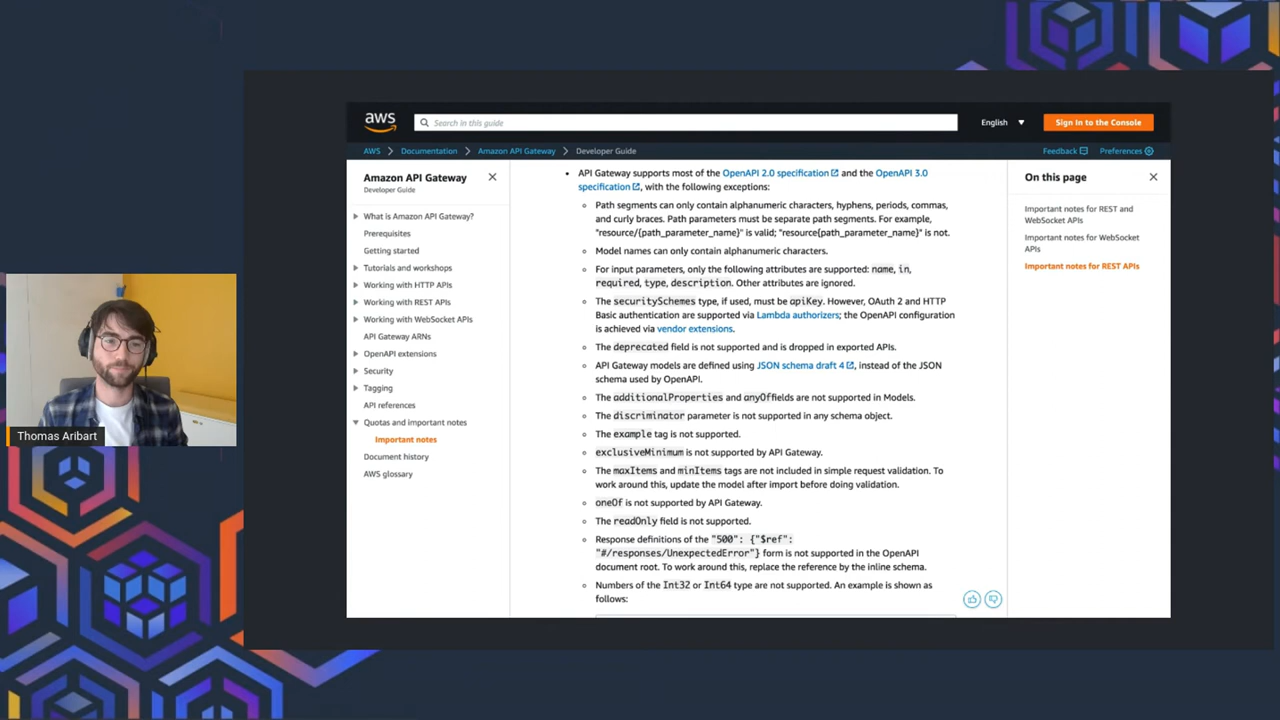 aws
Search in this guide
English
Sign In to the Console
AWS
Documentation
Amazon API Gateway
Developer Guide
Feedback
Preferences
Amazon API Gateway
Developer Guide
What is Amazon API Gateway?
Prerequisites
Getting started
Tutorials and workshops
Working with HTTP APIs
Working with REST APIs
Working with WebSocket APIs
API Gateway ARNs
OpenAPI extensions
Security
Tagging
API references
Quotas and important notes
Important notes
Document history
AWS glossary
• API Gateway supports most of the OpenAPI 2.0 specification and the OpenAPI 3.0
specification, with the following exceptions:
Path segments can only contain alphanumeric characters, hyphens, periods, commas,
and curly braces. Path parameters must be separate path segments. For example,
"resource/{path_parameter_name}" is valid; "resource{path_parameter_name}" is not.
Model names can only contain alphanumeric characters.
For input parameters, only the following attributes are supported: name, in,
required, type, description. Other attributes are ignored.
The securitySchemes type, if used, must be apiKey. However, OAuth 2 and HTTP
Basic authentication are supported via Lambda authorizers; the OpenAPI configuration
is achieved via vendor extensions.
The deprecated field is not supported and is dropped in exported APIs.
API Gateway models are defined using JSON schema draft 4, instead of the JSON
schema used by OpenAPI.
The additionalProperties and anyOffields are not supported in Models.
The discriminator parameter is not supported in any schema object.
The example tag is not supported.
exclusiveMinimum is not supported by API Gateway.
The maxItems and minItems tags are not included in simple request validation. To
work around this, update the model after import before doing validation.
oneOf is not supported by API Gateway.
The readOnly field is not supported.
Response definitions of the "500": {"$ref":
"#/responses/UnexpectedError"} form is not supported in the OpenAPI
document root. To work around this, replace the reference by the inline schema.
Numbers of the Int32 or Int64 type are not supported. An example is shown as
follows:
On this page
Important notes for REST and
WebSocket APIs
Important notes for WebSocket
APIs
Important notes for REST APIs
Thomas Aribart